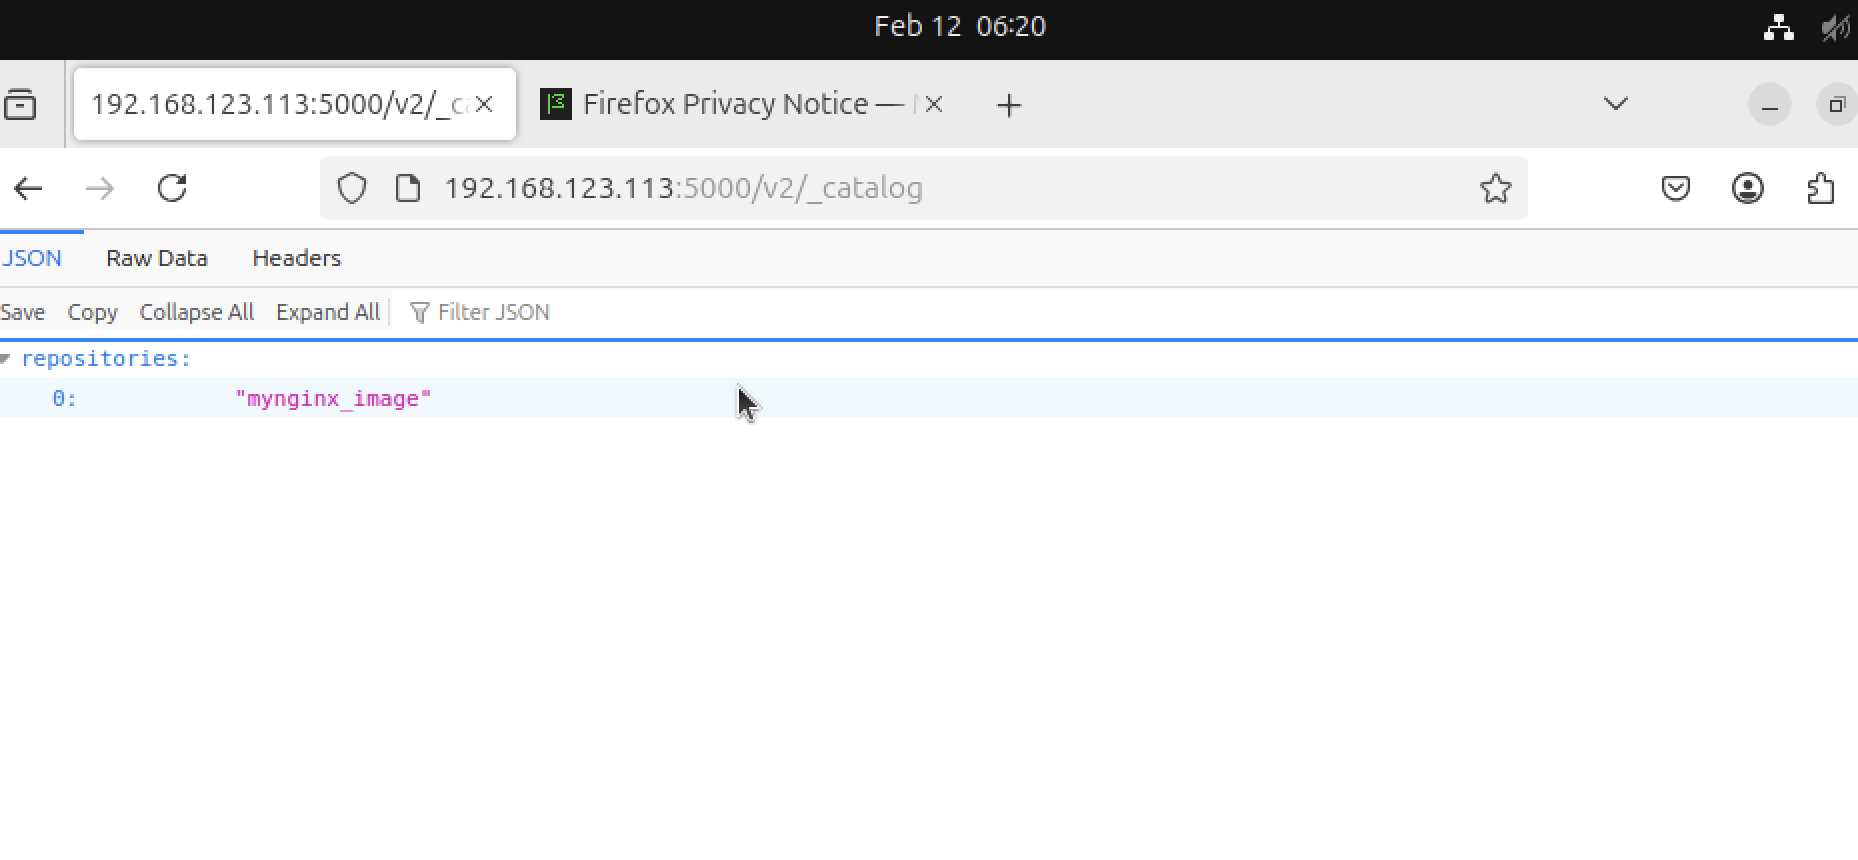 Feb 12  06:20
192.168.123.113:5000/v2/_c
Firefox Privacy Notice —
192.168.123.113:5000/v2/_catalog
JSON Raw Data Headers
Save Copy Collapse All Expand All Filter JSON
repositories:
0: "mynginx_image"